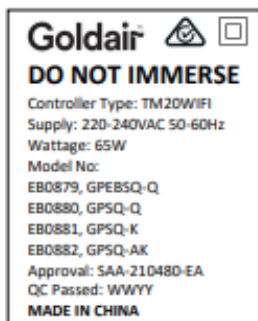 Goldair
DO NOT IMMERSE
Controller Type: TM20WIFI
Supply: 220-240VAC 50-60Hz
Wattage: 65W
Model No:
EB0879, GPEBSQ-Q
EB0880, GPSQ-Q
EB0881, GPSQ-K
EB0882, GPSQ-AK
Approval: SAA-210480-EA
QC Passed: WWYY
MADE IN CHINA